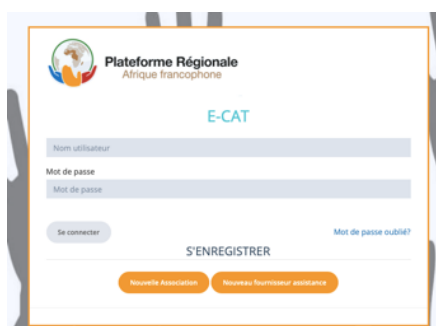 Plateforme Régionale
Afrique francophone
E-CAT
Nom utilisateur
Mot de passe
Mot de passe
Se connecter
Mot de passe oublié?
S'ENREGISTRER
Nouvelle Association
Nouveau fournisseur assistance